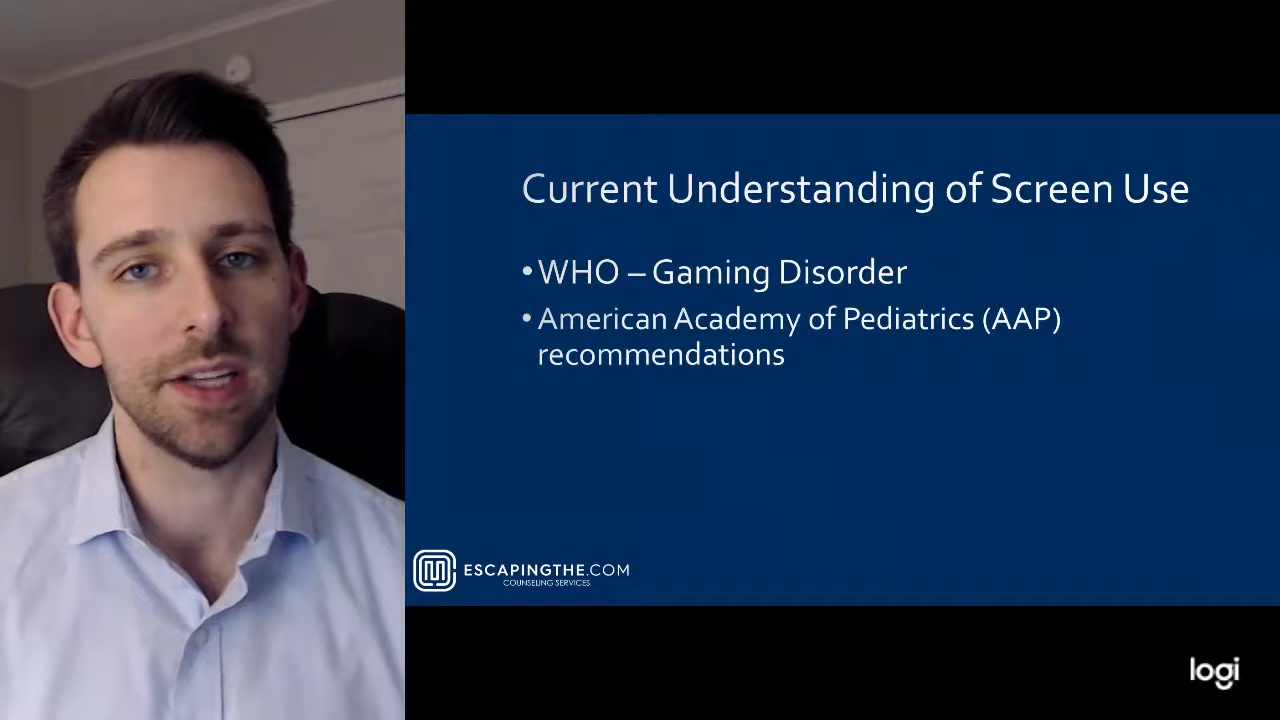 Current Understanding of Screen Use
•WHO – Gaming Disorder
•American Academy of Pediatrics (AAP)
recommendations
ESCAPINGTHE.COM
COUNSELING SERVICES
logi